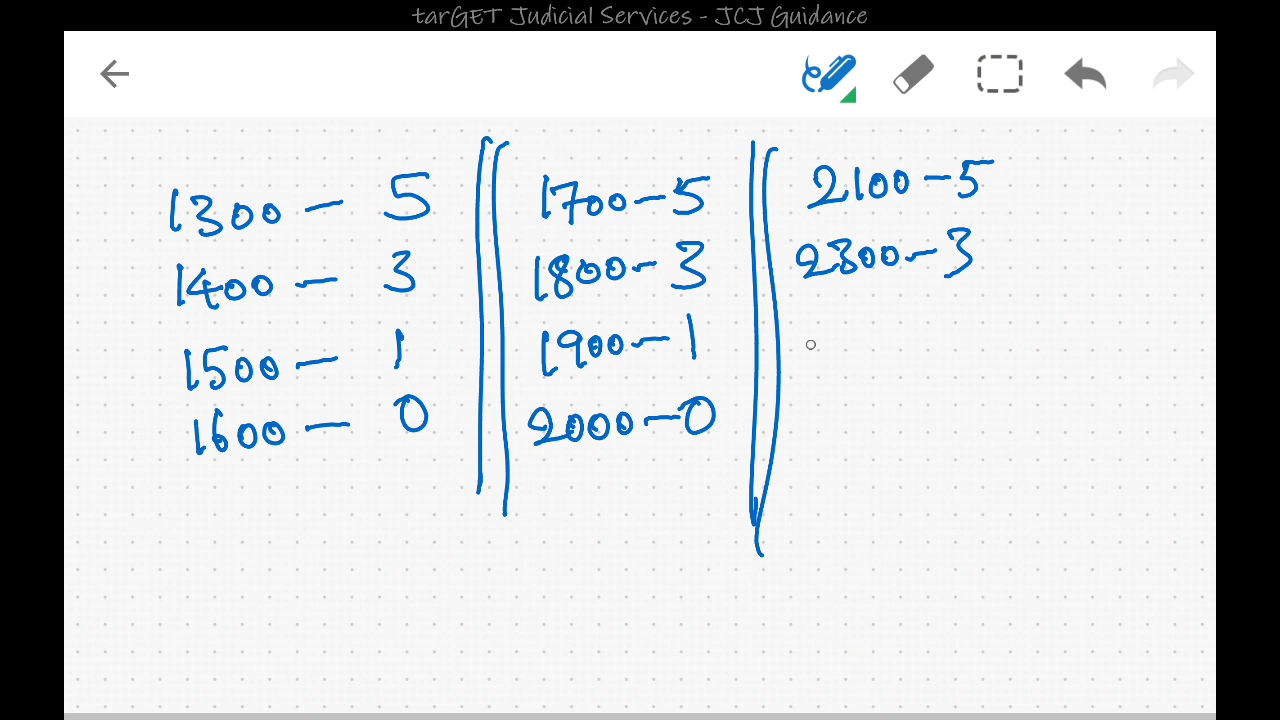 tarGET Judicial Services - JCJ Guidance
1300 - 5
1400 - 3
1500 - 1
1600 - 0
1700 - 5
1800 - 3
1900 - 1
2000 - 0
2100 - 5
2300 - 3